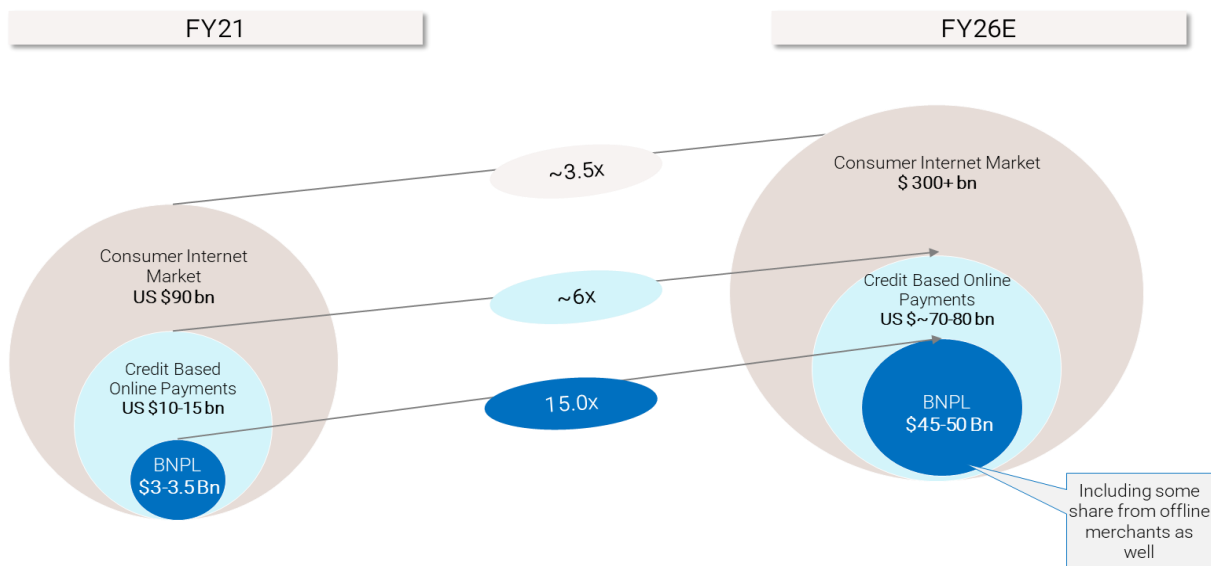 FY21
FY26E
~3.5x
Consumer Internet Market
$ 300+ bn
Consumer Internet
Market
US $90 bn
~6x
Credit Based Online
Payments
US $~70-80 bn
Credit Based
Online Payments
US $10-15 bn
15.0x
BNPL
$45-50 Bn
BNPL
$3-3.5 Bn
Including some
share from offline
merchants as
well